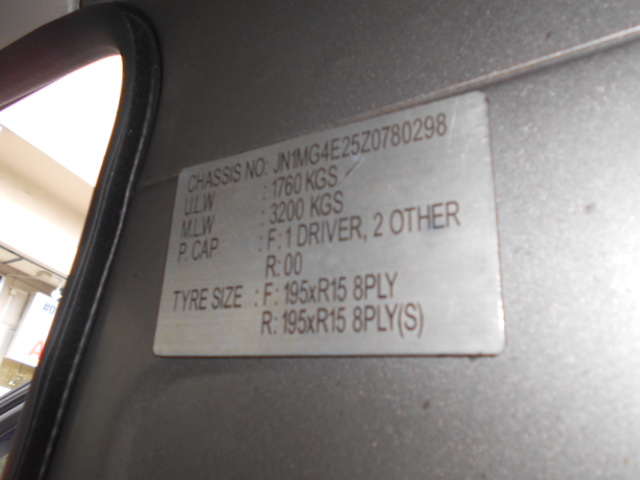 CHASSIS NO: JN1MG4E25Z0780298
U.L.W : 1760 KGS
M.L.W : 3200 KGS
P. CAP : F: 1 DRIVER, 2 OTHER
R: 00
TYRE SIZE : F: 195xR15 8PLY
R: 195xR15 8PLY(S)